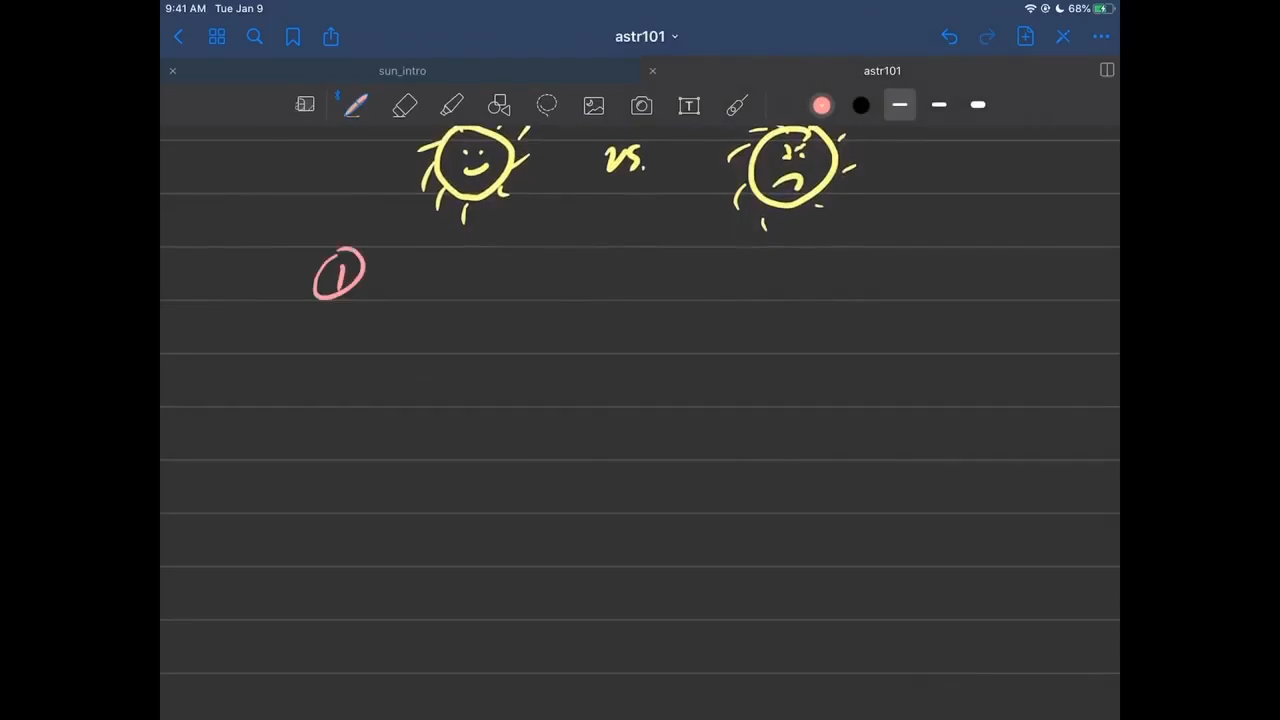 9:41 AM Tue Jan 9 68%
astr101
sun_intro astr101
T
vs.
1